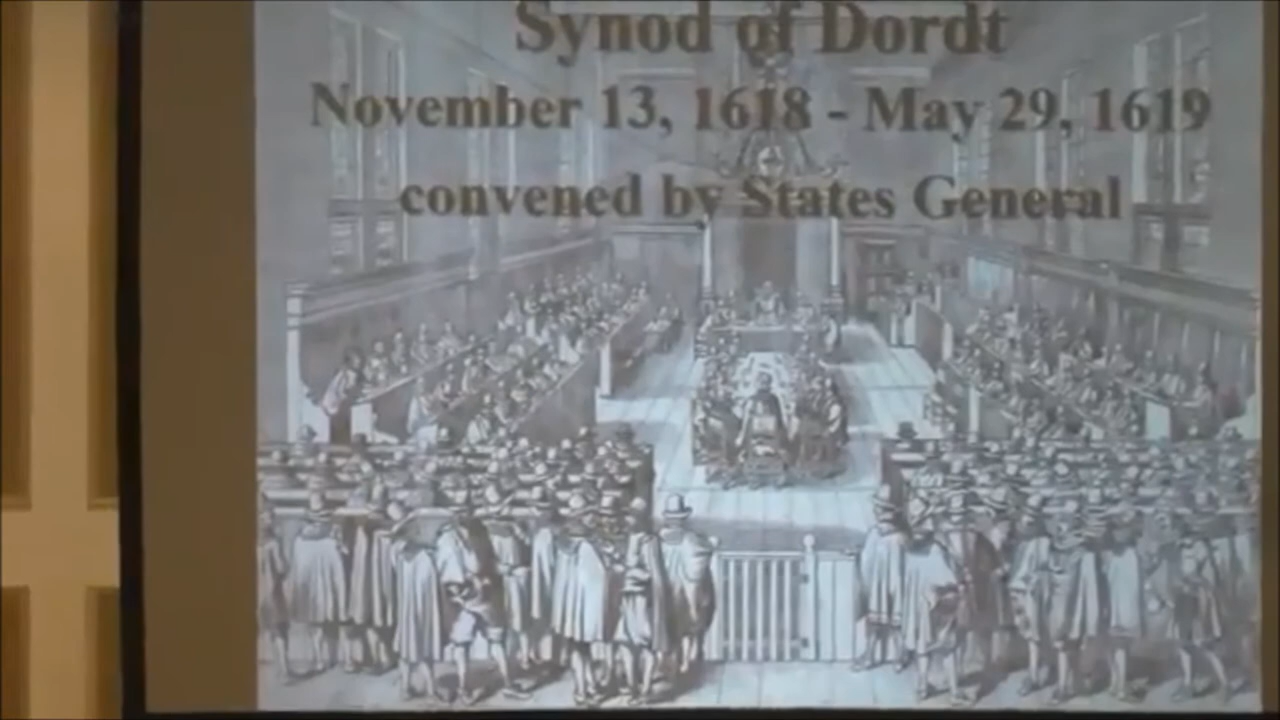 Synod of Dordt
November 13, 1618 - May 29, 1619
convened by States General